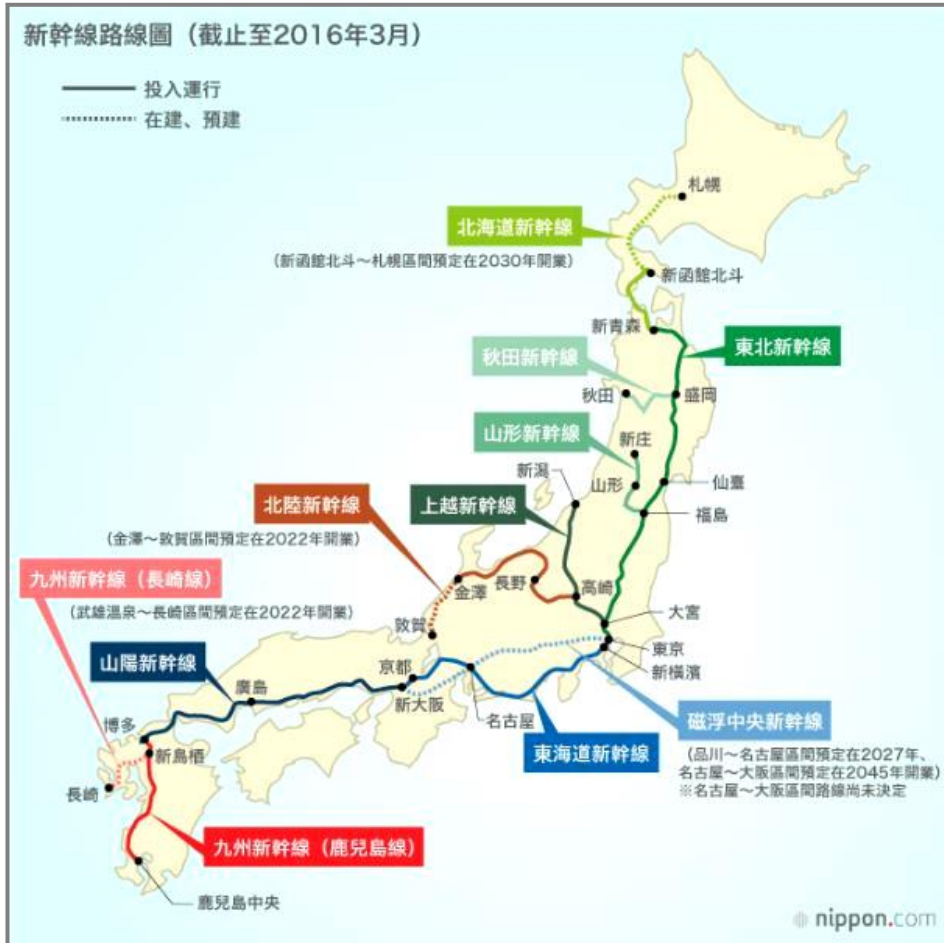 新幹線路線圖（截止至2016年3月）
投入運行
在建、預建
札幌
北海道新幹線
（新函館北斗～札幌區間預定在2030年開業）
新函館北斗
新青森
東北新幹線
秋田新幹線
秋田
盛岡
山形新幹線
新庄
新潟
山形
仙臺
北陸新幹線
上越新幹線
福島
（金澤～敦賀區間預定在2022年開業）
九州新幹線（長崎線）
金澤
長野
高崎
（武雄溫泉～長崎區間預定在2022年開業）
大宮
敦賀
東京
山陽新幹線
京都
新橫濱
廣島
新大阪
名古屋
磁浮中央新幹線
博多
新鳥栖
東海道新幹線
（品川～名古屋區間預定在2027年、
名古屋～大阪區間預定在2045年開業）
※名古屋～大阪區間路線尚未決定
長崎
九州新幹線（鹿兒島線）
鹿兒島中央
nippon.com